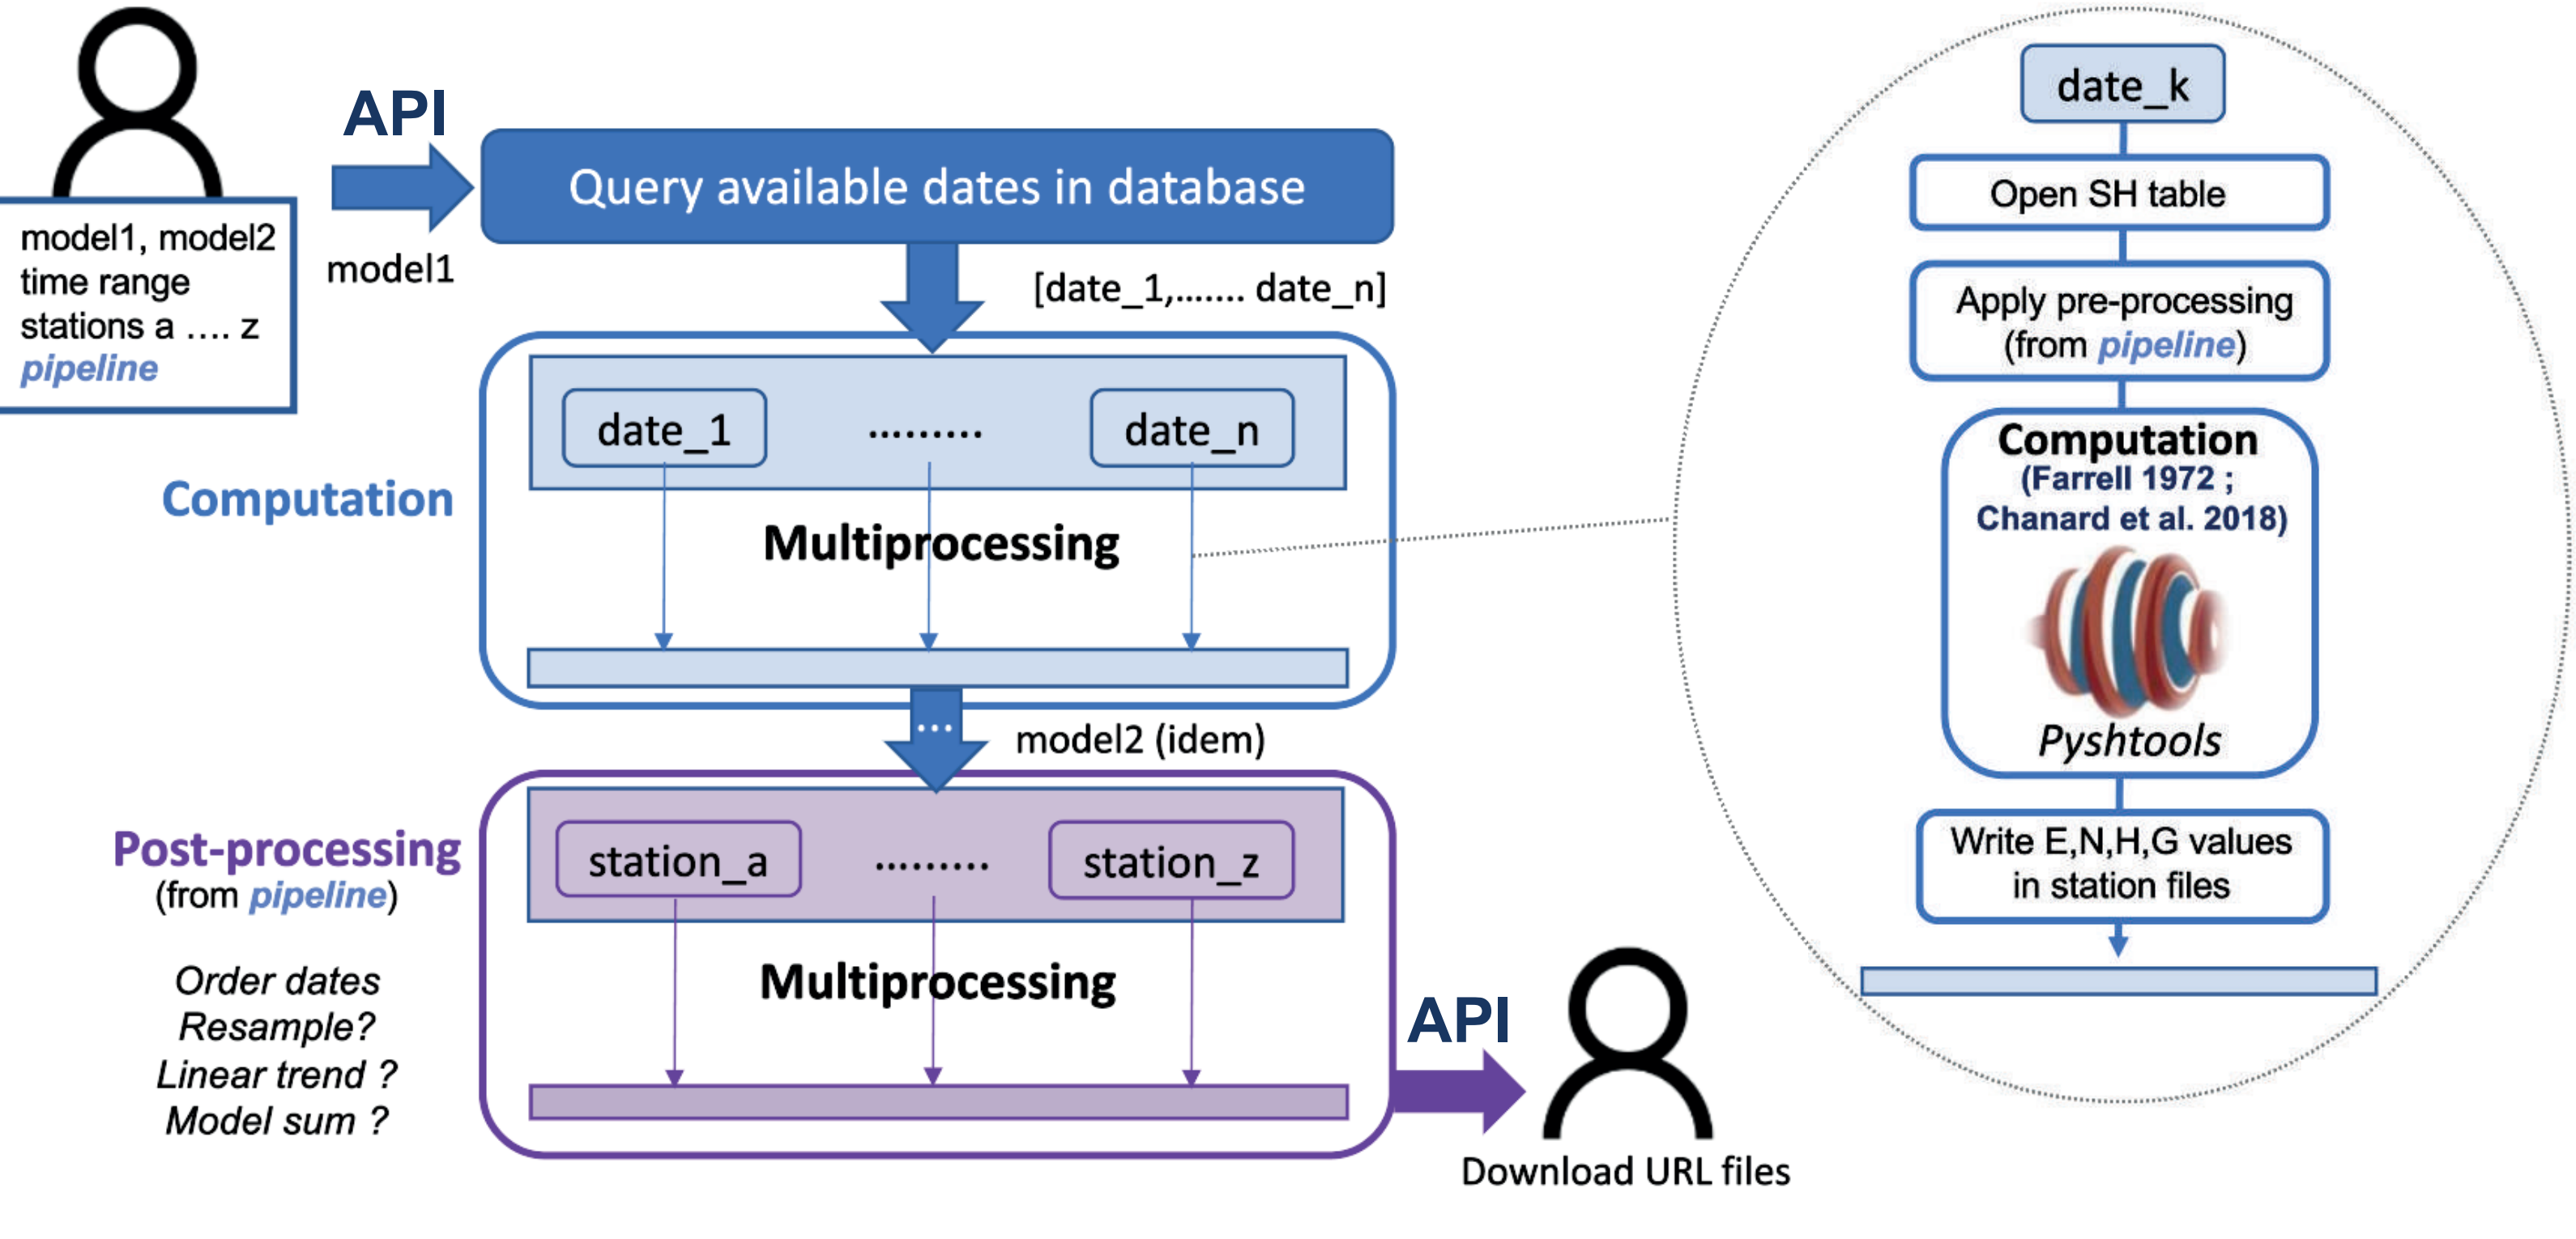 API
model1, model2
time range
stations a .... z
pipeline
model1
Query available dates in database
[date_1,....... date_n]
Computation
date_1 ......... date_n
Multiprocessing
model2 (idem)
Post-processing
(from pipeline)
Order dates
Resample?
Linear trend ?
Model sum ?
station_a ......... station_z
Multiprocessing
API
Download URL files
date_k
Open SH table
Apply pre-processing
(from pipeline)
Computation
(Farrell 1972 ;
Chanard et al. 2018)
Pyshtools
Write E,N,H,G values
in station files